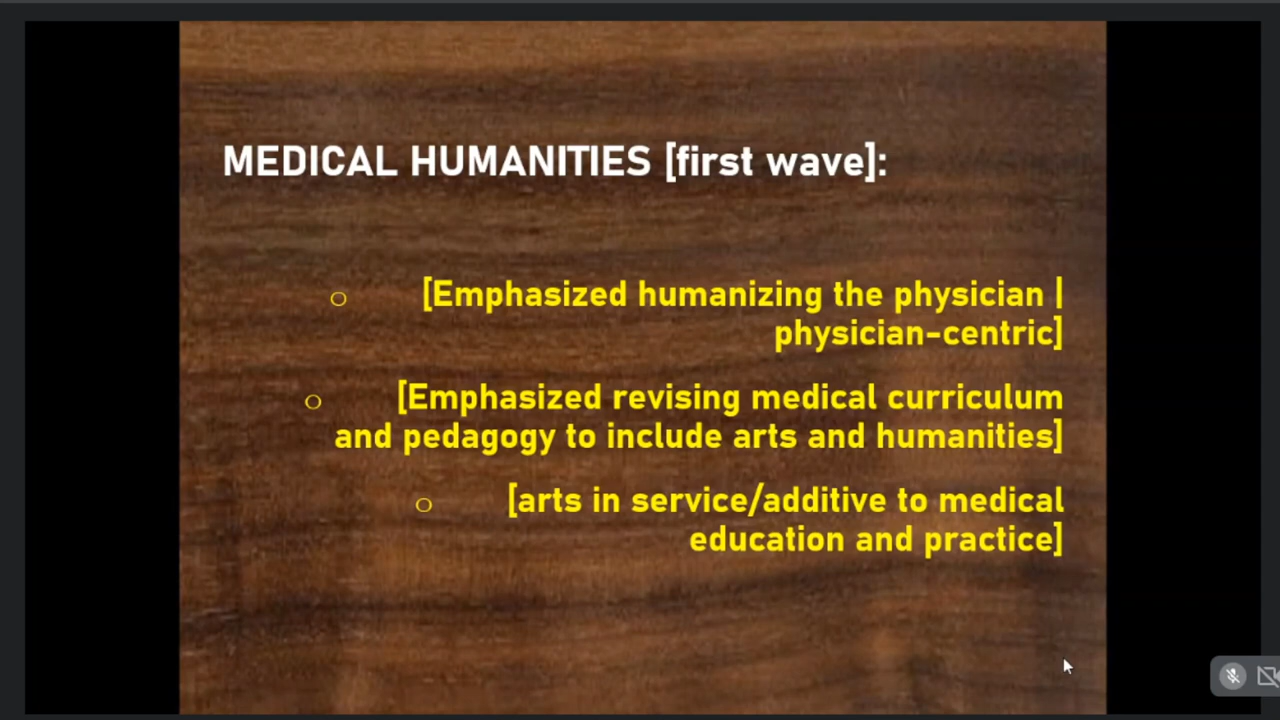 MEDICAL HUMANITIES [first wave]:
o [Emphasized humanizing the physician |
physician-centric]
o [Emphasized revising medical curriculum
and pedagogy to include arts and humanities]
o [arts in service/additive to medical
education and practice]